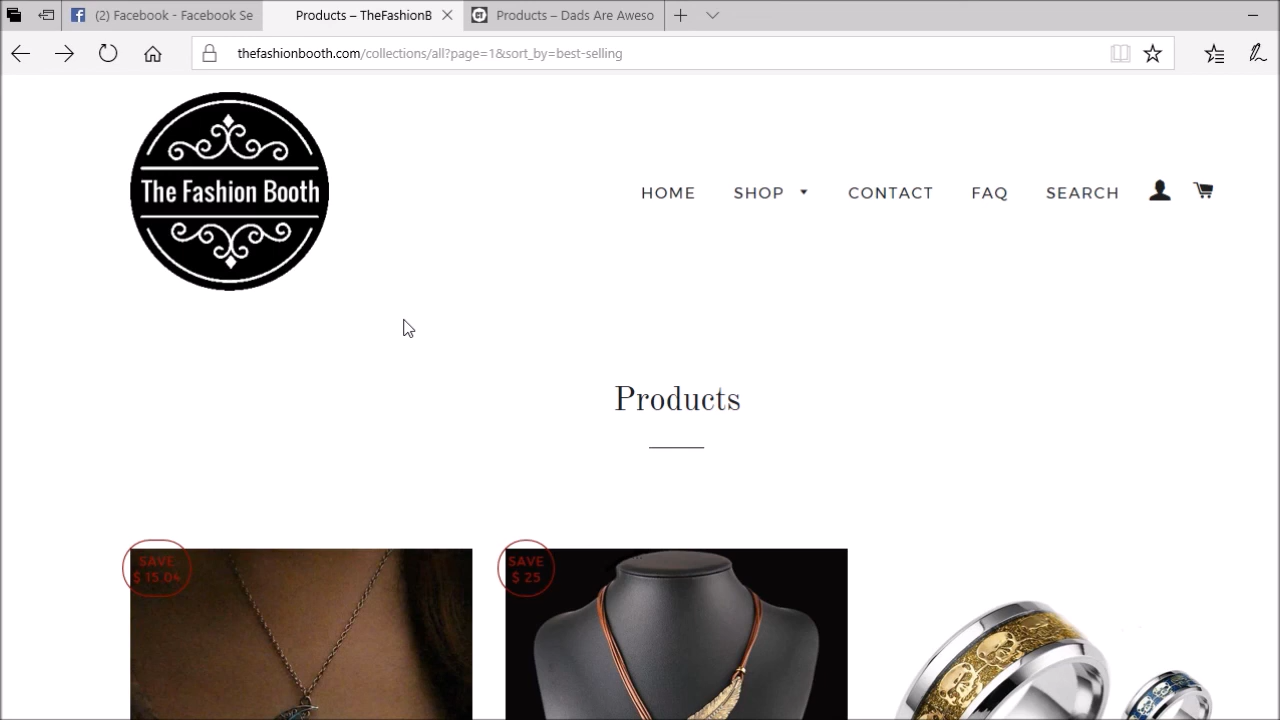 (2) Facebook - Facebook Se
Products – TheFashionB
Products – Dads Are Aweso
thefashionbooth.com/collections/all?page=1&sort_by=best-selling
The Fashion Booth
HOME
SHOP
CONTACT
FAQ
SEARCH
Products
SAVE
$ 15.04
SAVE
$ 25